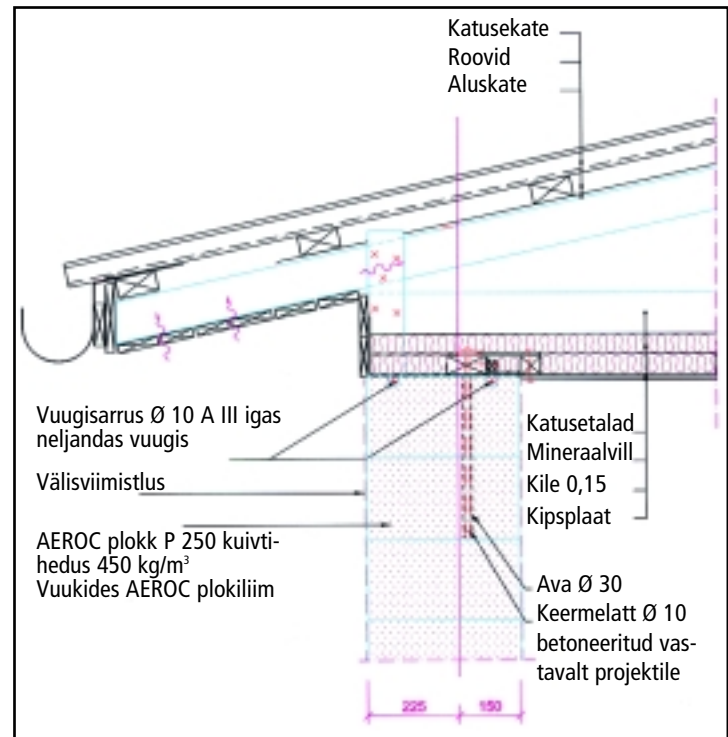 Katusekate
Roovid
Aluskate
Vuugisarrus Ø 10 A III igas
neljandas vuugis
Välisviimistlus
AEROC plokk P 250 kuivti-
hedus 450 kg/m³
Vuukides AEROC plokiliim
Katusetalad
Mineraalvill
Kile 0,15
Kipsplaat
Ava Ø 30
Keermelatt Ø 10
betoneeritud vas-
tavalt projektile
225 150